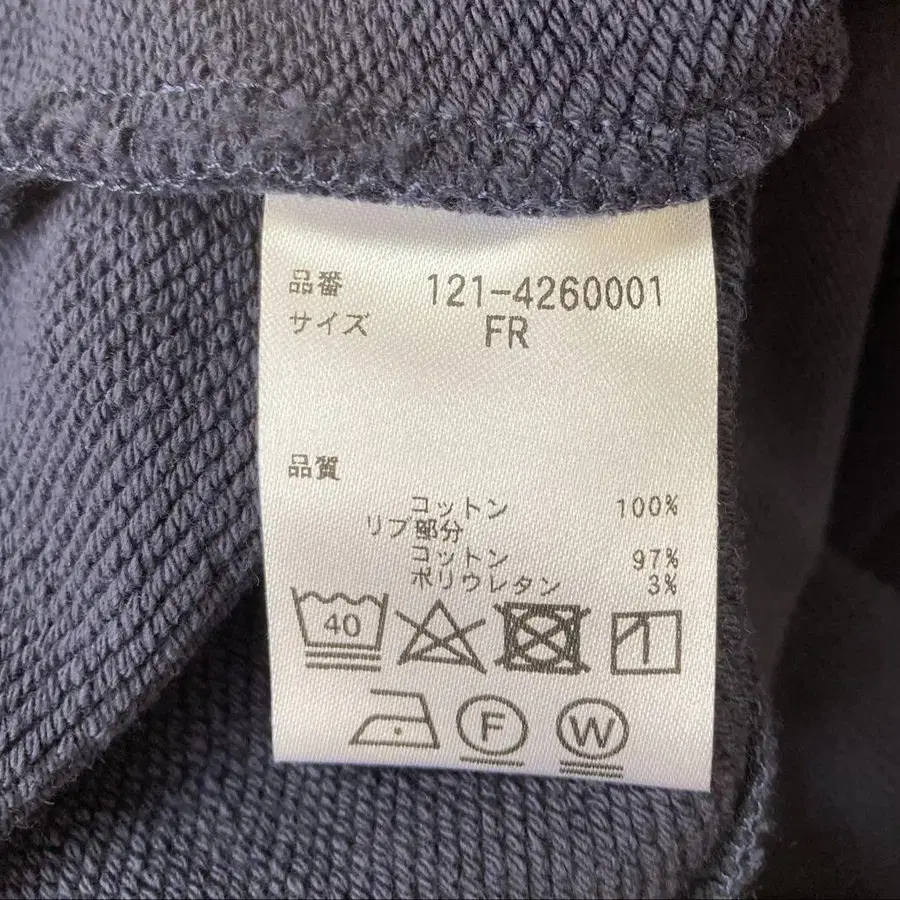 品番 121-4260001
サイズ FR
品質
コットン 100%
リブ部分
コットン 97%
ポリウレタン 3%
40
F W